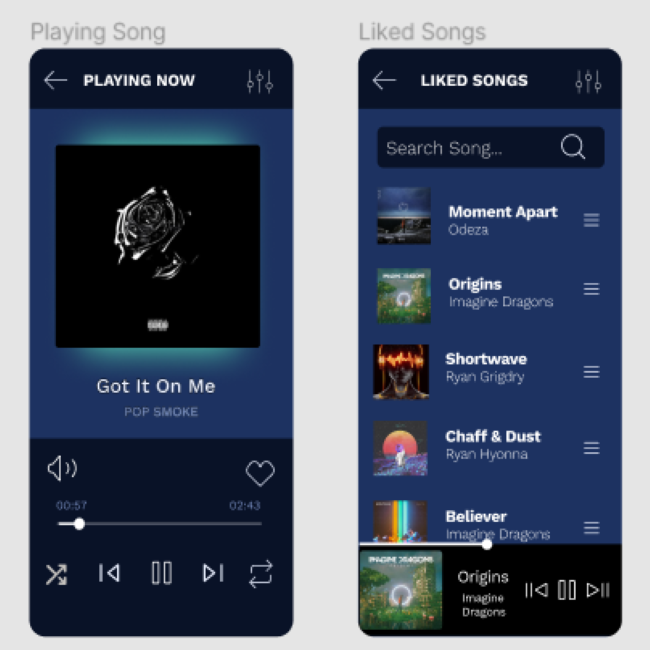 Playing Song
PLAYING NOW
Got It On Me
POP SMOKE
00:57
02:43
Liked Songs
LIKED SONGS
Search Song...
Moment Apart
Odeza
IMAGINE DRAGONS
Origins
Imagine Dragons
Shortwave
Ryan Grigdry
Chaff & Dust
Ryan Hyonna
Believer
Imagine Dragons
IMAGINE DRAGONS
Origins
Imagine
Dragons